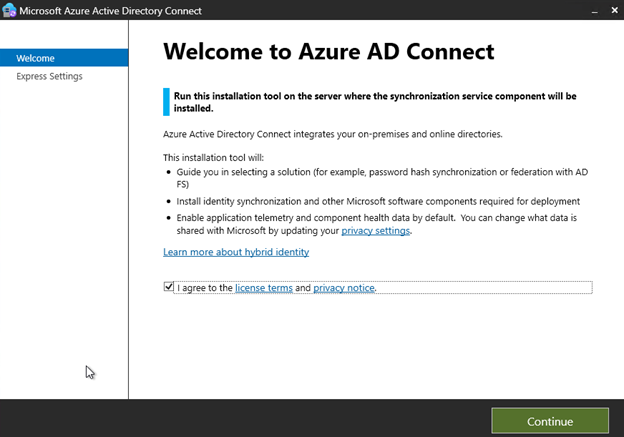 Microsoft Azure Active Directory Connect
Welcome
Express Settings
Welcome to Azure AD Connect
Run this installation tool on the server where the synchronization service component will be
installed.
Azure Active Directory Connect integrates your on-premises and online directories.
This installation tool will:
• Guide you in selecting a solution (for example, password hash synchronization or federation with AD
FS)
• Install identity synchronization and other Microsoft software components required for deployment
• Enable application telemetry and component health data by default.  You can change what data is
shared with Microsoft by updating your privacy settings.
Learn more about hybrid identity
I agree to the license terms and privacy notice.
Continue